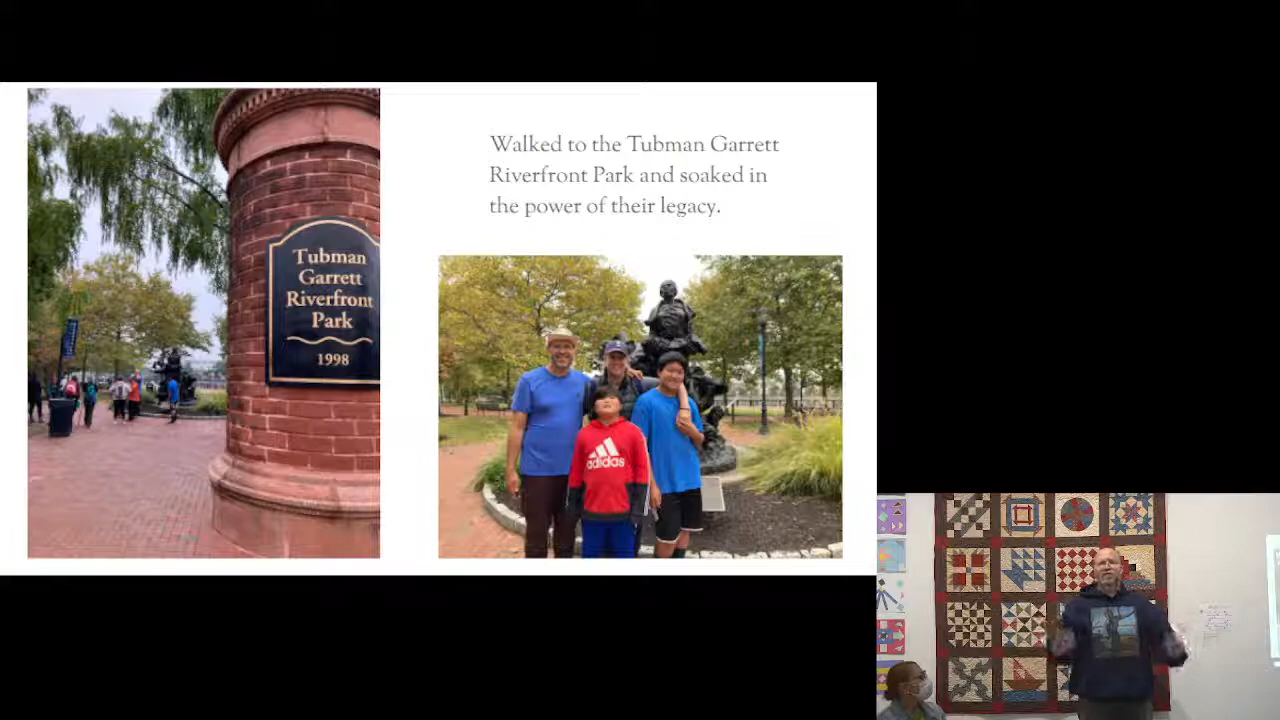 Walked to the Tubman Garrett
Riverfront Park and soaked in
the power of their legacy.
Tubman
Garrett
Riverfront
Park
1998
adidas